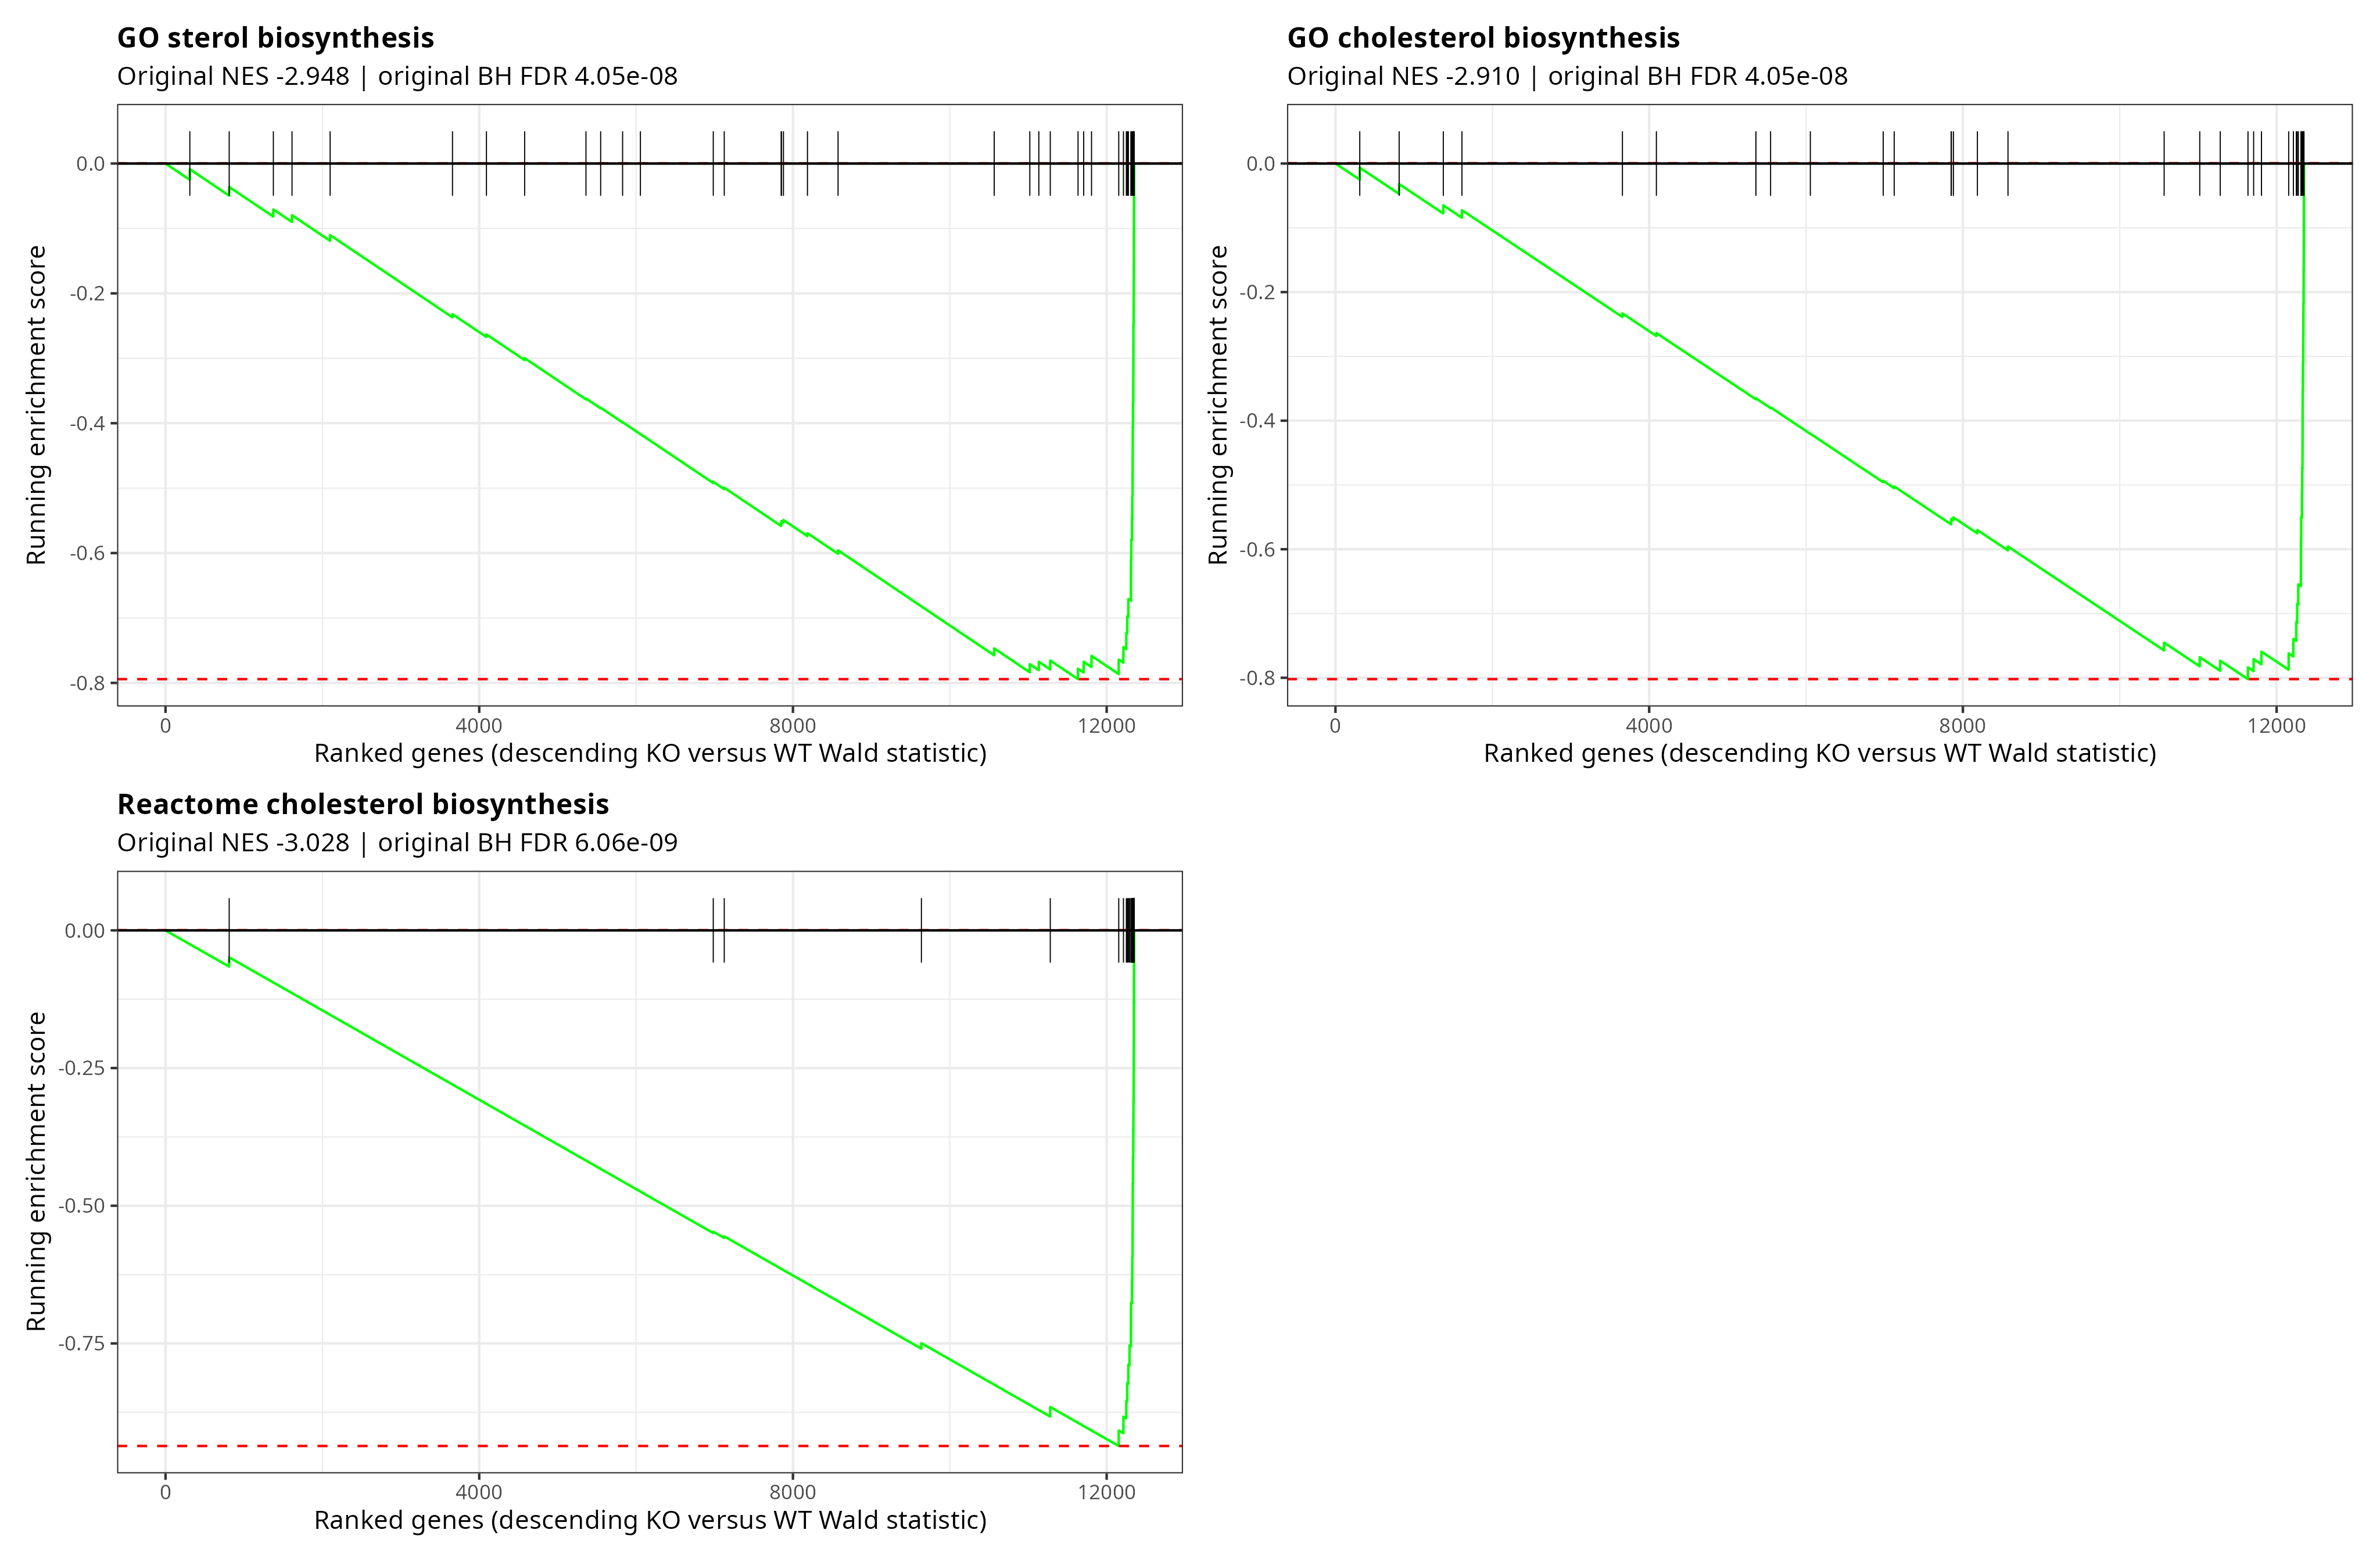 GO sterol biosynthesis
Original NES -2.948 | original BH FDR 4.05e-08
Running enrichment score
0.0
-0.2
-0.4
-0.6
-0.8
0
4000
8000
12000
Ranked genes (descending KO versus WT Wald statistic)
GO cholesterol biosynthesis
Original NES -2.910 | original BH FDR 4.05e-08
Running enrichment score
0.0
-0.2
-0.4
-0.6
-0.8
0
4000
8000
12000
Ranked genes (descending KO versus WT Wald statistic)
Reactome cholesterol biosynthesis
Original NES -3.028 | original BH FDR 6.06e-09
Running enrichment score
0.00
-0.25
-0.50
-0.75
0
4000
8000
12000
Ranked genes (descending KO versus WT Wald statistic)